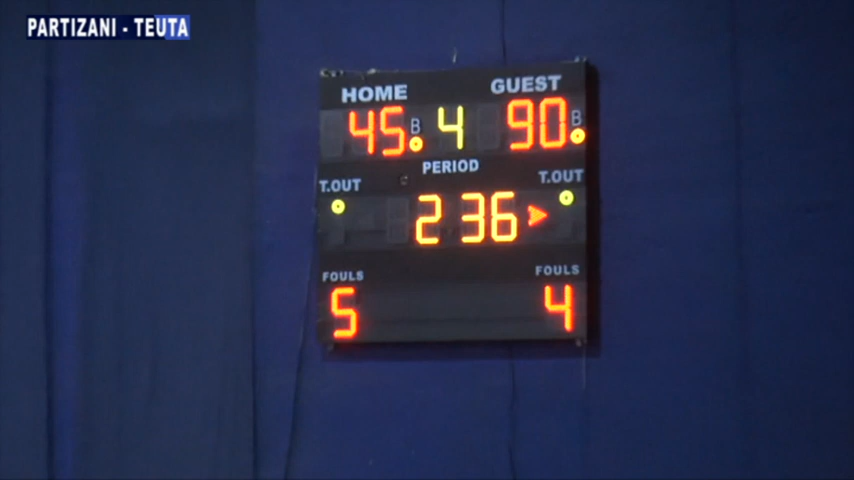 PARTIZANI - TEUTA
HOME GUEST
45 B 4 90 B
PERIOD
T.OUT T.OUT
2 36
FOULS FOULS
5 4